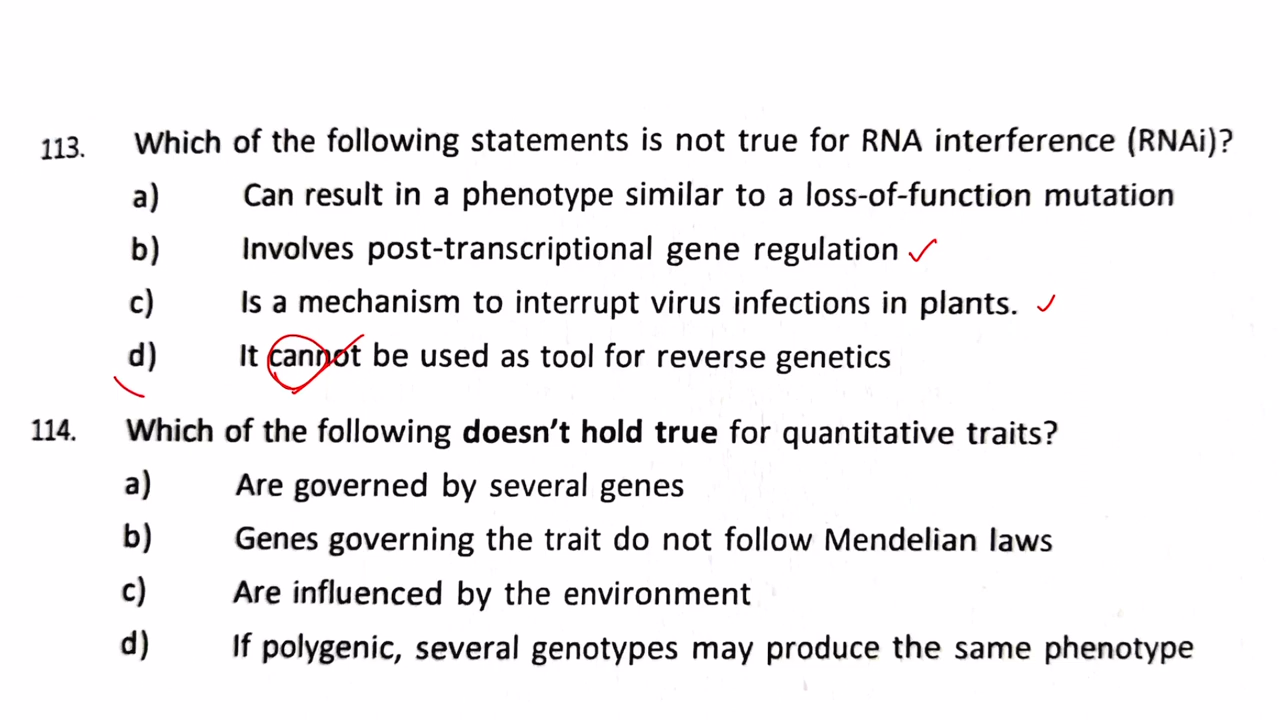 113. Which of the following statements is not true for RNA interference (RNAi)?
a) Can result in a phenotype similar to a loss-of-function mutation
b) Involves post-transcriptional gene regulation
c) Is a mechanism to interrupt virus infections in plants.
d) It cannot be used as tool for reverse genetics
114. Which of the following doesn't hold true for quantitative traits?
a) Are governed by several genes
b) Genes governing the trait do not follow Mendelian laws
c) Are influenced by the environment
d) If polygenic, several genotypes may produce the same phenotype